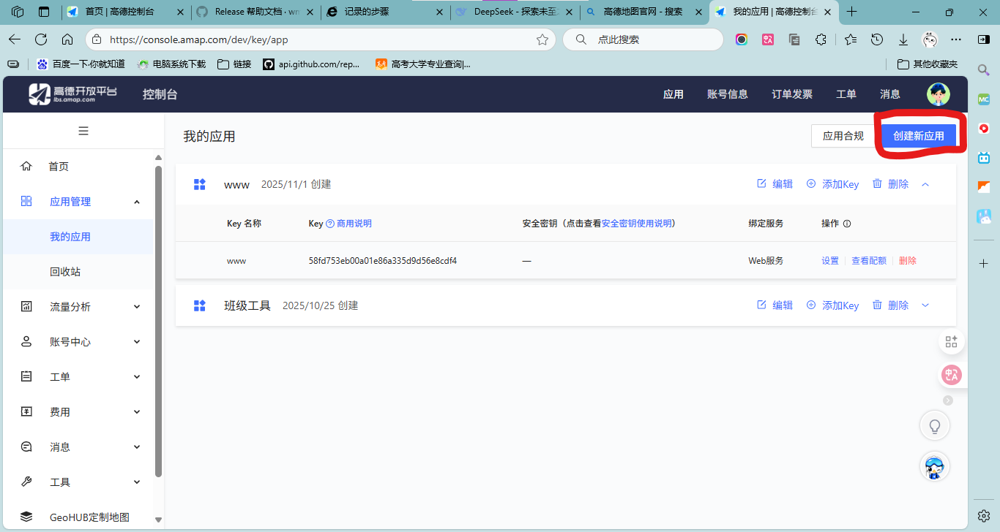 首页 | 高德控制台
Release 帮助文档 · wn
记录的步骤
DeepSeek - 探索未至
高德地图官网 - 搜索
我的应用 | 高德控制台
https://console.amap.com/dev/key/app
点此搜索
百度一下·你就知道
电脑系统下载
链接
api.github.com/rep...
高考大学专业查询|...
其他收藏夹
高德开放平台
lbs.amap.com
控制台
应用
账号信息
订单发票
工单
消息
我的应用
应用合规
创建新应用
首页
应用管理
我的应用
回收站
流量分析
账号中心
工单
费用
消息
工具
GeoHUB定制地图
www 2025/11/1 创建
编辑 添加Key 删除
Key 名称 Key 商用说明 安全密钥（点击查看安全密钥使用说明） 绑定服务 操作
www 58fd753eb00a01e86a335d9d56e8cdf4 — Web服务 设置 查看配额 删除
班级工具 2025/10/25 创建
编辑 添加Key 删除
中A
MC